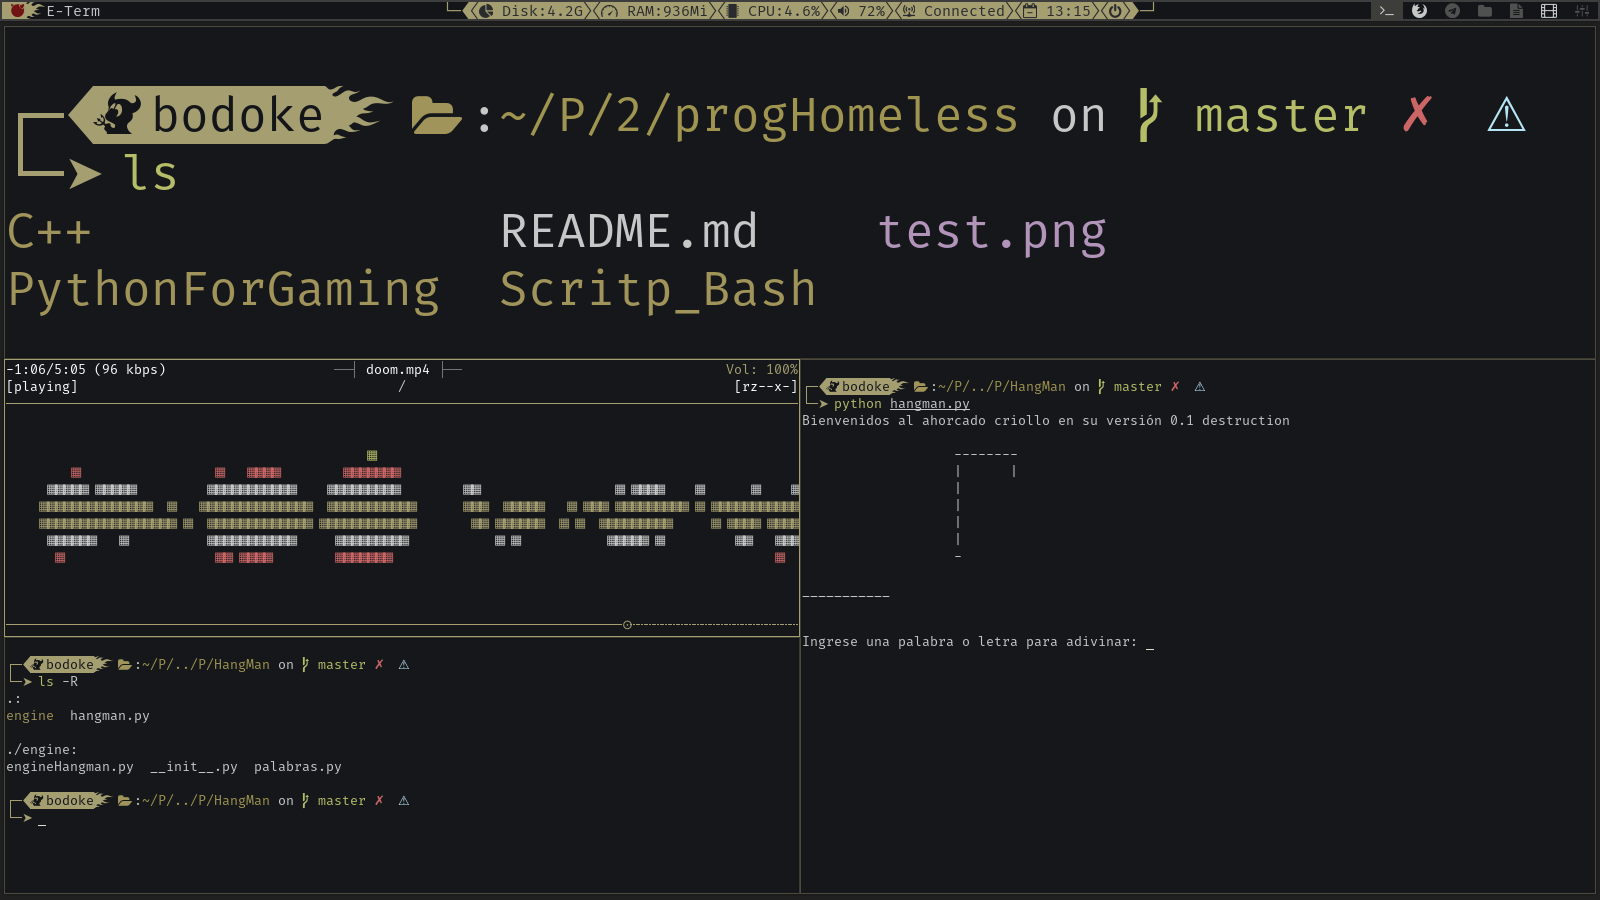 E-Term Disk:4.2G RAM:936Mi CPU:4.6% 72% Connected 13:15 >_
bodoke :~/P/2/progHomeless on master ✗ ⚠
➤ ls
C++ README.md test.png
PythonForGaming Scritp_Bash
-1:06/5:05 (96 kbps) ──┤ doom.mp4 ├── Vol: 100%
[playing] / [rz--x-]
bodoke :~/P/../P/HangMan on master ✗ ⚠
➤ ls -R
.:
engine hangman.py
./engine:
engineHangman.py __init__.py palabras.py
bodoke :~/P/../P/HangMan on master ✗ ⚠
➤ _
bodoke :~/P/../P/HangMan on master ✗ ⚠
➤ python hangman.py
Bienvenidos al ahorcado criollo en su versión 0.1 destruction
--------
| |
|
|
|
|
-
-----------
Ingrese una palabra o letra para adivinar: _